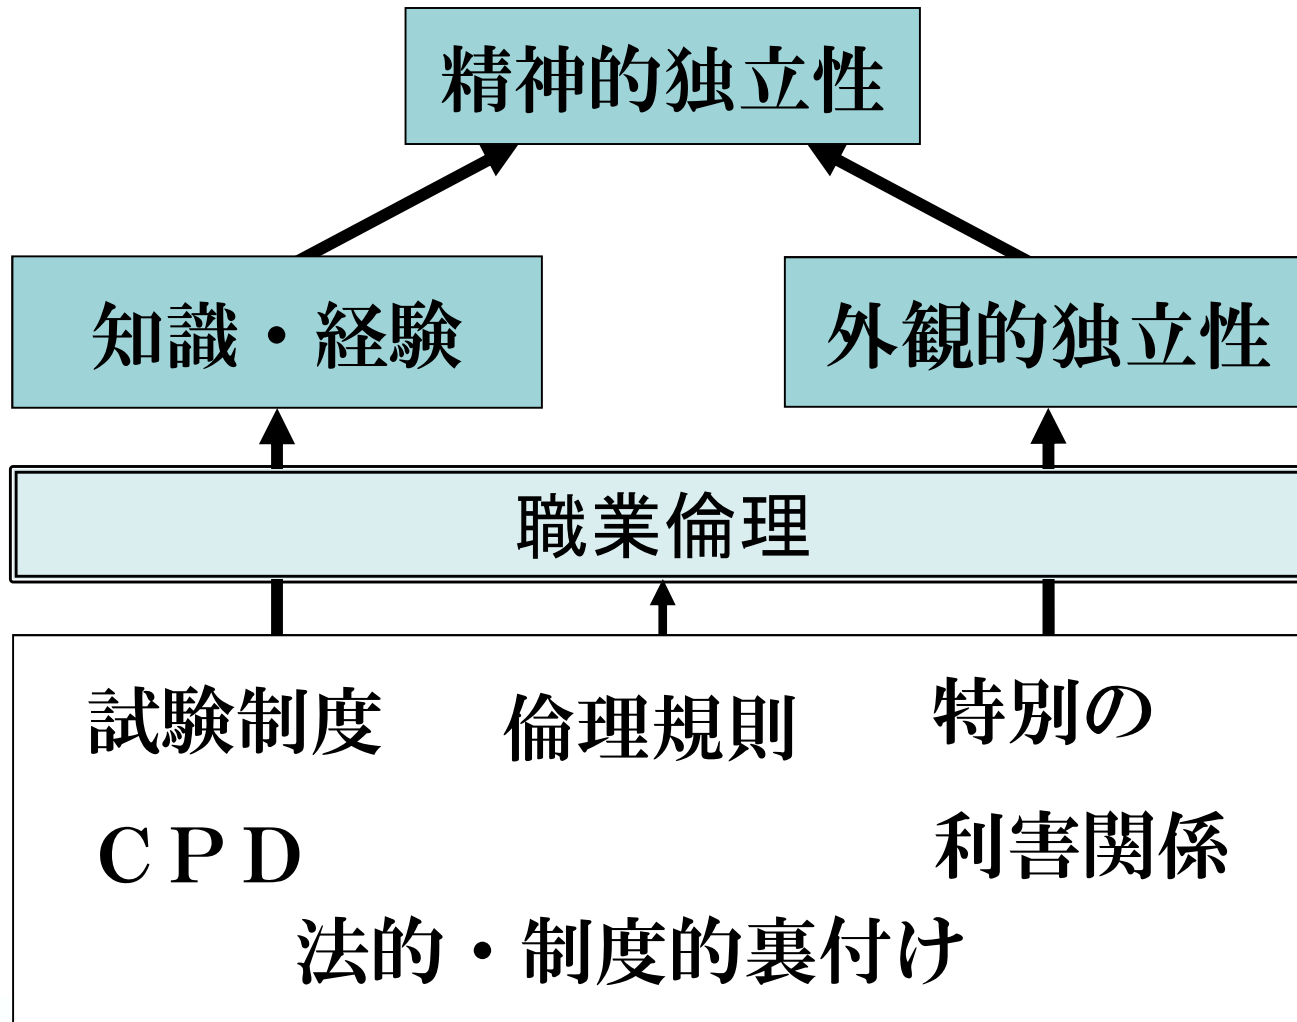 精神的独立性
知識・経験
外観的独立性
職業倫理
試験制度
倫理規則
特別の
ＣＰＤ
利害関係
法的・制度的裏付け